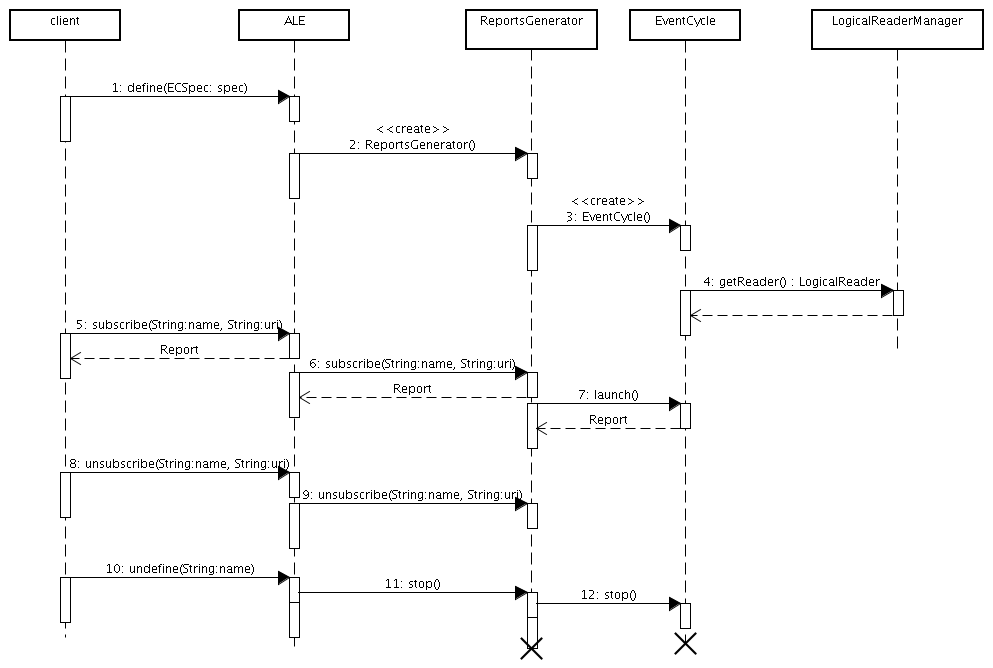 client
ALE
ReportsGenerator
EventCycle
LogicalReaderManager
1: define(ECSpec: spec)
<<create>>
2: ReportsGenerator()
<<create>>
3: EventCycle()
4: getReader() : LogicalReader
5: subscribe(String:name, String:uri)
Report
6: subscribe(String:name, String:uri)
Report
7: launch()
Report
8: unsubscribe(String:name, String:uri)
9: unsubscribe(String:name, String:uri)
10: undefine(String:name)
11: stop()
12: stop()